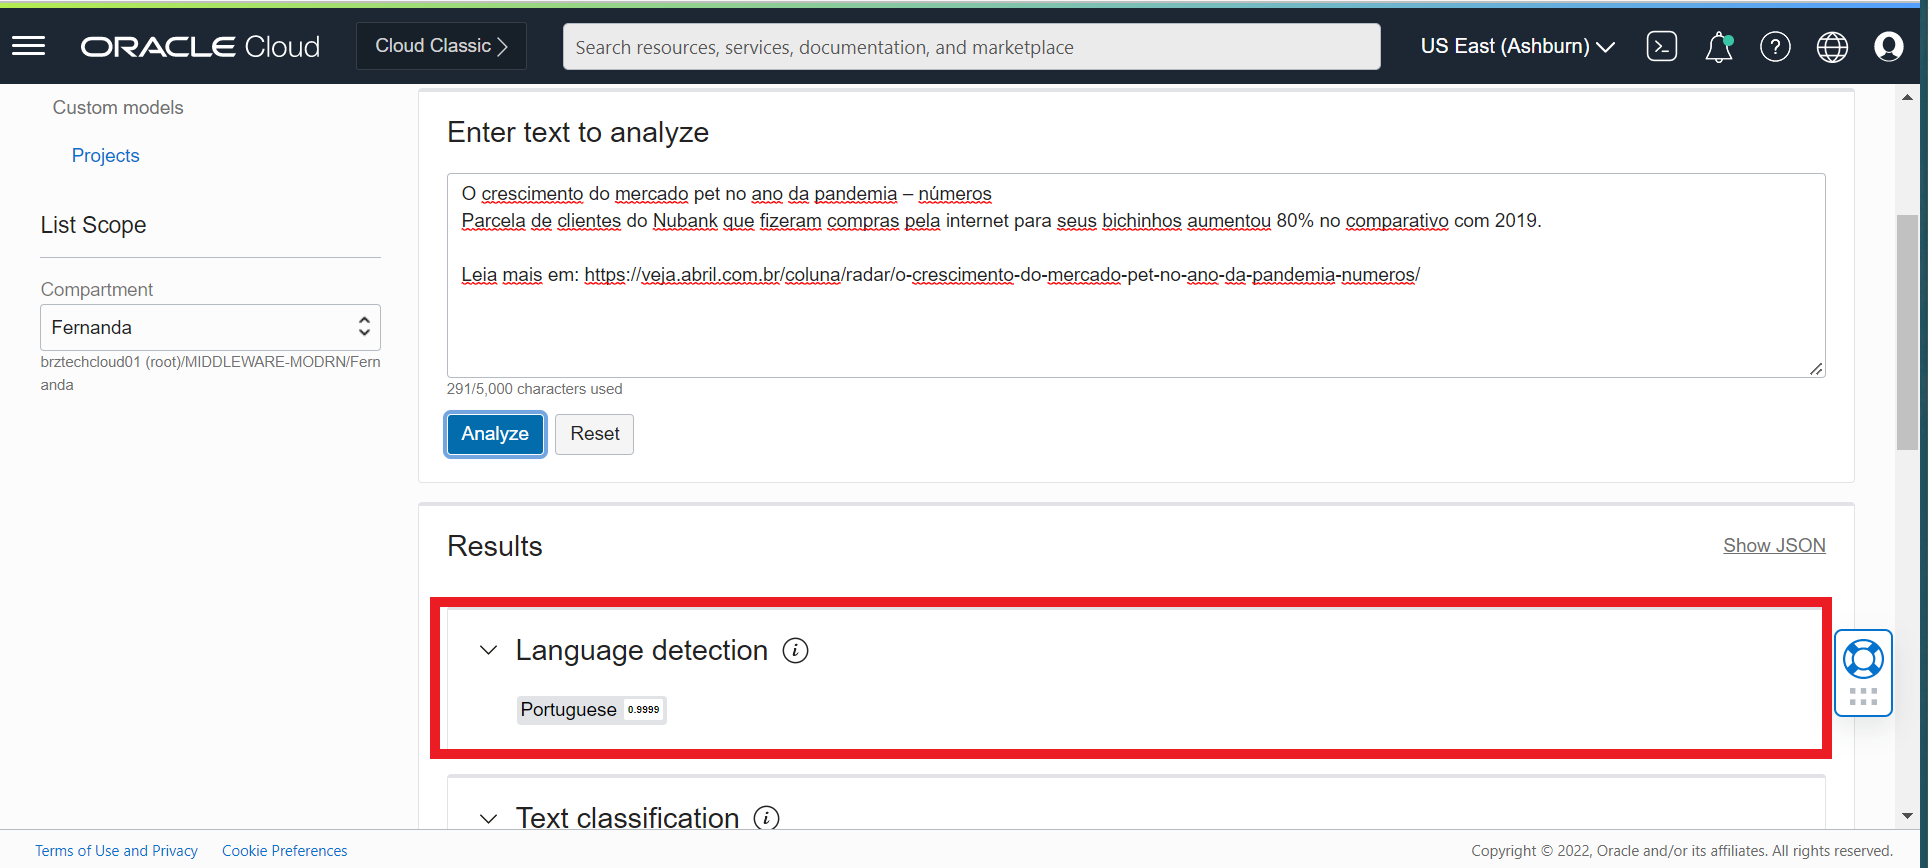 ORACLE Cloud
Cloud Classic
Search resources, services, documentation, and marketplace
US East (Ashburn)
Custom models
Projects
List Scope
Compartment
Fernanda
brztechcloud01 (root)/MIDDLEWARE-MODRN/Fern
anda
Enter text to analyze
O crescimento do mercado pet no ano da pandemia – números
Parcela de clientes do Nubank que fizeram compras pela internet para seus bichinhos aumentou 80% no comparativo com 2019.
Leia mais em: https://veja.abril.com.br/coluna/radar/o-crescimento-do-mercado-pet-no-ano-da-pandemia-numeros/
291/5,000 characters used
Analyze
Reset
Results
Show JSON
Language detection
Portuguese 0.9999
Text classification
Terms of Use and Privacy
Cookie Preferences
Copyright © 2022, Oracle and/or its affiliates. All rights reserved.